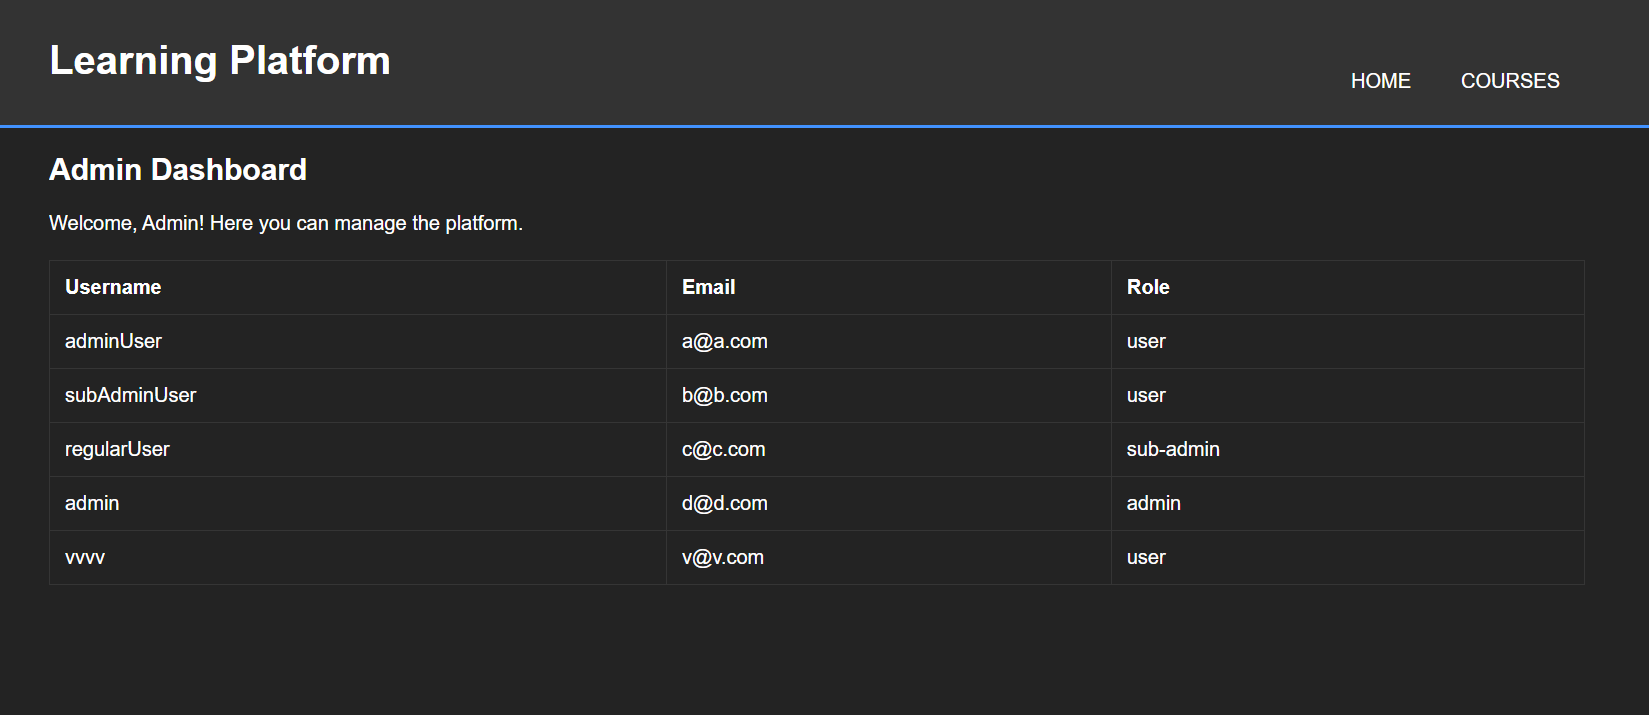 Learning Platform
HOME COURSES
Admin Dashboard
Welcome, Admin! Here you can manage the platform.
Username Email Role
adminUser a@a.com user
subAdminUser b@b.com user
regularUser c@c.com sub-admin
admin d@d.com admin
vvvv v@v.com user